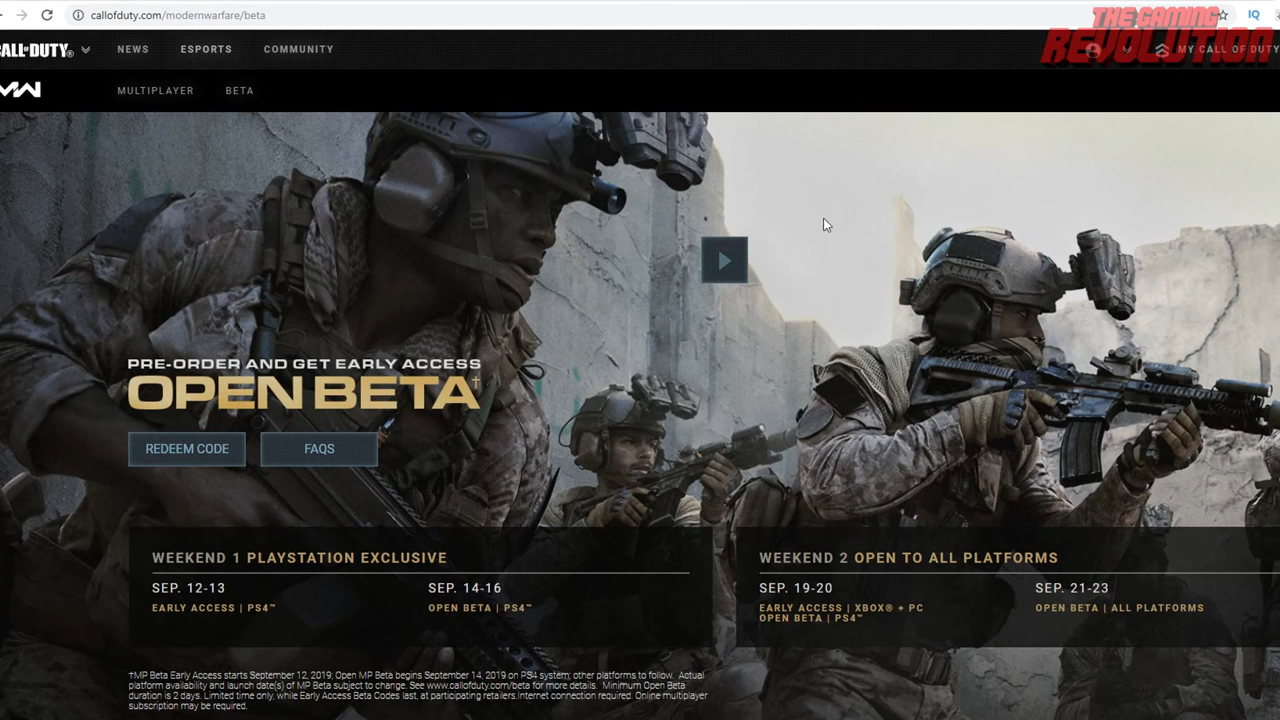 callofduty.com/modernwarfare/beta
IQ
THE GAMING
REVOLUTION
CALL OF DUTY®
NEWS
ESPORTS
COMMUNITY
MY CALL OF DUTY
MW
MULTIPLAYER
BETA
PRE-ORDER AND GET EARLY ACCESS
OPEN BETA†
REDEEM CODE
FAQS
WEEKEND 1 PLAYSTATION EXCLUSIVE
SEP. 12-13
EARLY ACCESS | PS4™
SEP. 14-16
OPEN BETA | PS4™
WEEKEND 2 OPEN TO ALL PLATFORMS
SEP. 19-20
EARLY ACCESS | XBOX® + PC
OPEN BETA | PS4™
SEP. 21-23
OPEN BETA | ALL PLATFORMS
†MP Beta Early Access starts September 12, 2019; Open MP Beta begins September 14, 2019 on PS4 system; other platforms to follow. Actual
platform availability and launch date(s) of MP Beta subject to change. See www.callofduty.com/beta for more details. Minimum Open Beta
duration is 2 days. Limited time only, while Early Access Beta Codes last, at participating retailers.Internet connection required. Online multiplayer
subscription may be required.